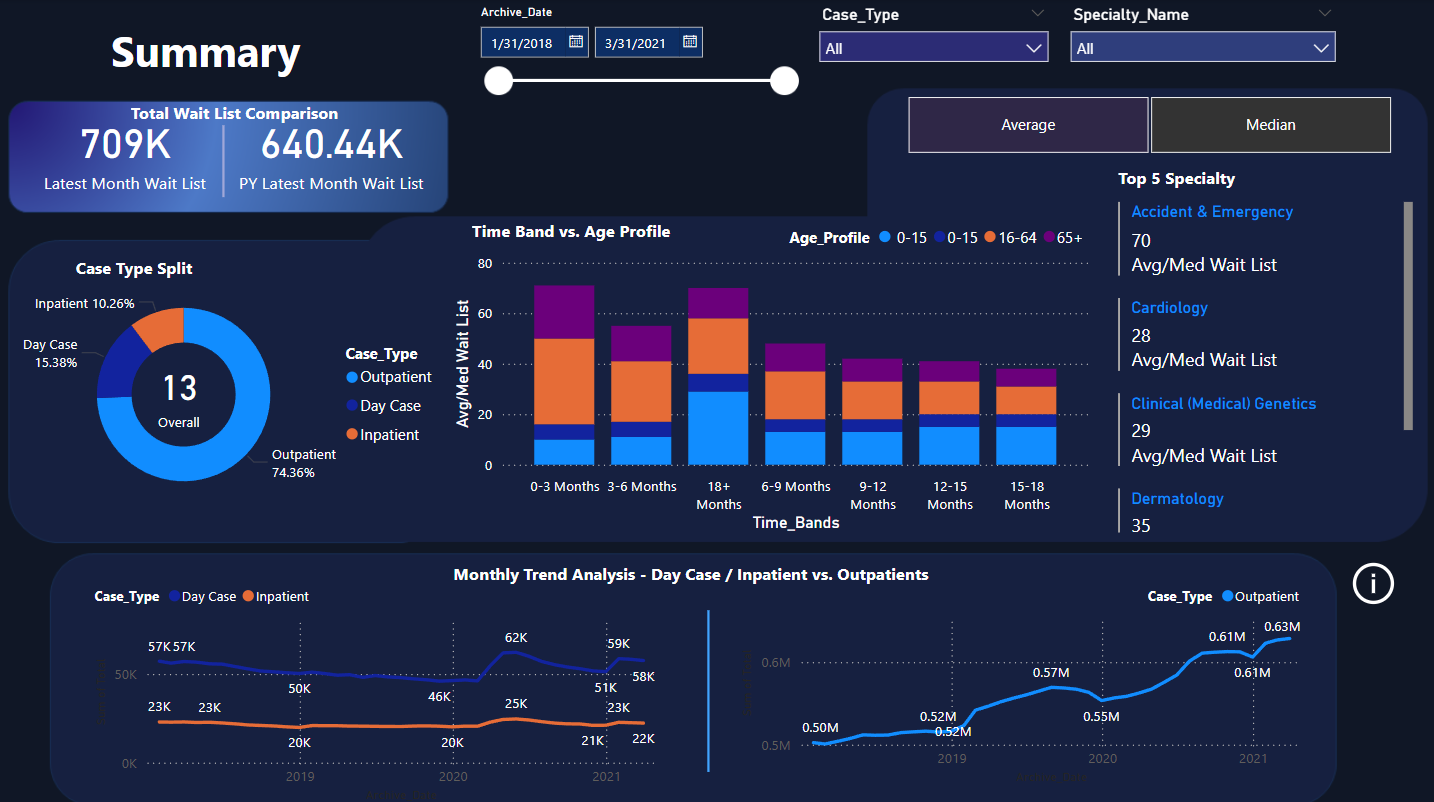 Summary
Archive_Date
1/31/2018
3/31/2021
Case_Type
All
Specialty_Name
All
Total Wait List Comparison
709K
Latest Month Wait List
640.44K
PY Latest Month Wait List
Average
Median
Top 5 Specialty
Accident & Emergency
70
Avg/Med Wait List
Cardiology
28
Avg/Med Wait List
Clinical (Medical) Genetics
29
Avg/Med Wait List
Dermatology
35
Case Type Split
Inpatient 10.26%
Day Case
15.38%
13
Overall
Outpatient
74.36%
Case_Type
Outpatient
Day Case
Inpatient
Time Band vs. Age Profile
Age_Profile 0-15 0-15 16-64 65+
Avg/Med Wait List
80
60
40
20
0
0-3 Months 3-6 Months 18+ Months 6-9 Months 9-12 Months 12-15 Months 15-18 Months
Time_Bands
Monthly Trend Analysis - Day Case / Inpatient vs. Outpatients
Case_Type Day Case Inpatient
50K
0K
57K 57K
50K
46K
62K
51K
59K
58K
23K
23K
20K
20K
25K
21K
23K
22K
2019 2020 2021
Case_Type Outpatient
0.6M
0.5M
0.50M
0.52M
0.52M
0.57M
0.55M
0.61M
0.61M
0.63M
2019 2020 2021
i